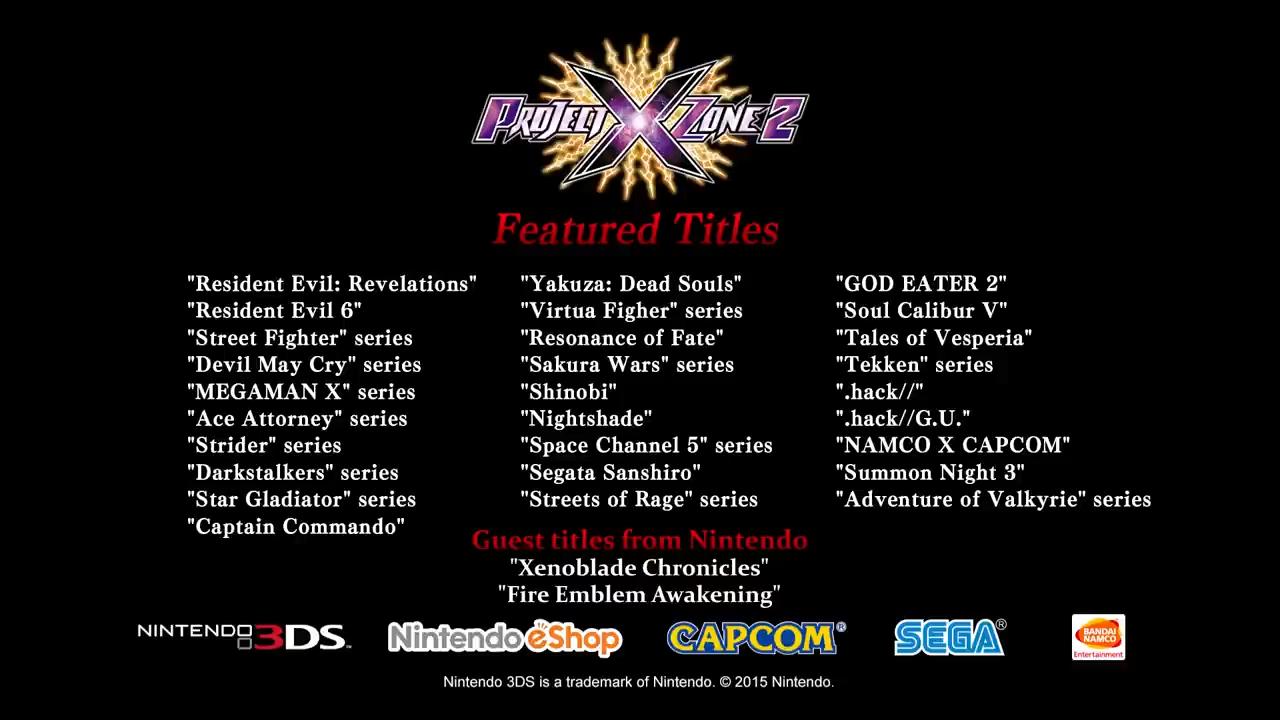 PROJECT X ZONE 2
Featured Titles
"Resident Evil: Revelations"
"Resident Evil 6"
"Street Fighter" series
"Devil May Cry" series
"MEGAMAN X" series
"Ace Attorney" series
"Strider" series
"Darkstalkers" series
"Star Gladiator" series
"Captain Commando"
"Yakuza: Dead Souls"
"Virtua Figher" series
"Resonance of Fate"
"Sakura Wars" series
"Shinobi"
"Nightshade"
"Space Channel 5" series
"Segata Sanshiro"
"Streets of Rage" series
"GOD EATER 2"
"Soul Calibur V"
"Tales of Vesperia"
"Tekken" series
".hack//"
".hack//G.U."
"NAMCO X CAPCOM"
"Summon Night 3"
"Adventure of Valkyrie" series
Guest titles from Nintendo
"Xenoblade Chronicles"
"Fire Emblem Awakening"
NINTENDO 3DS™
Nintendo eShop
CAPCOM®
SEGA®
BANDAI
NAMCO
Entertainment
Nintendo 3DS is a trademark of Nintendo. © 2015 Nintendo.